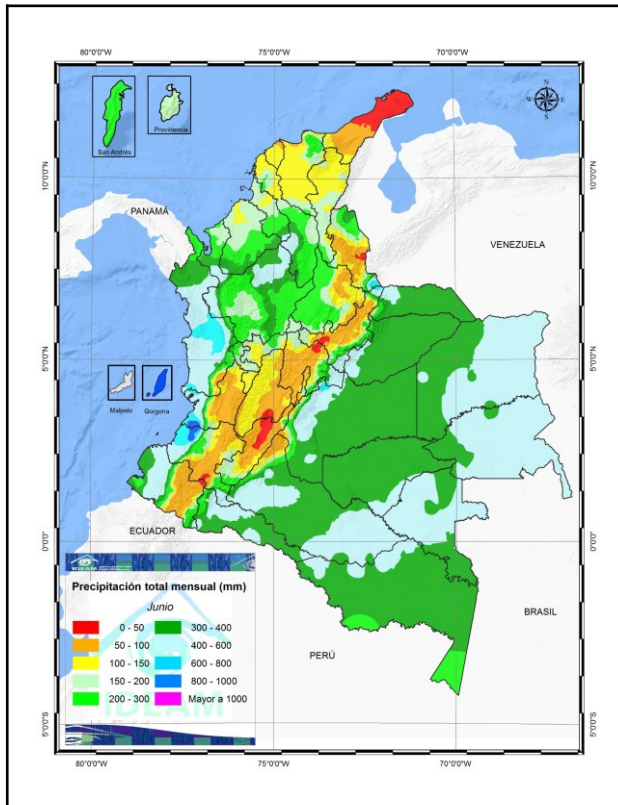 80°0'0"W 75°0'0"W 70°0'0"W
N
W E
S
San Andrés
Providencia
10°0'0"N 10°0'0"N
PANAMÁ
VENEZUELA
5°0'0"N 5°0'0"N
Malpelo
Gorgona
ECUADOR
0°0'0" 0°0'0"
IDEAM
Precipitación total mensual (mm)
Junio
0 - 50 300 - 400
50 - 100 400 - 600
100 - 150 600 - 800
150 - 200 800 - 1000
200 - 300 Mayor a 1000
IDEAM
BRASIL
PERÚ
5°0'0"S 5°0'0"S
80°0'0"W 75°0'0"W 70°0'0"W